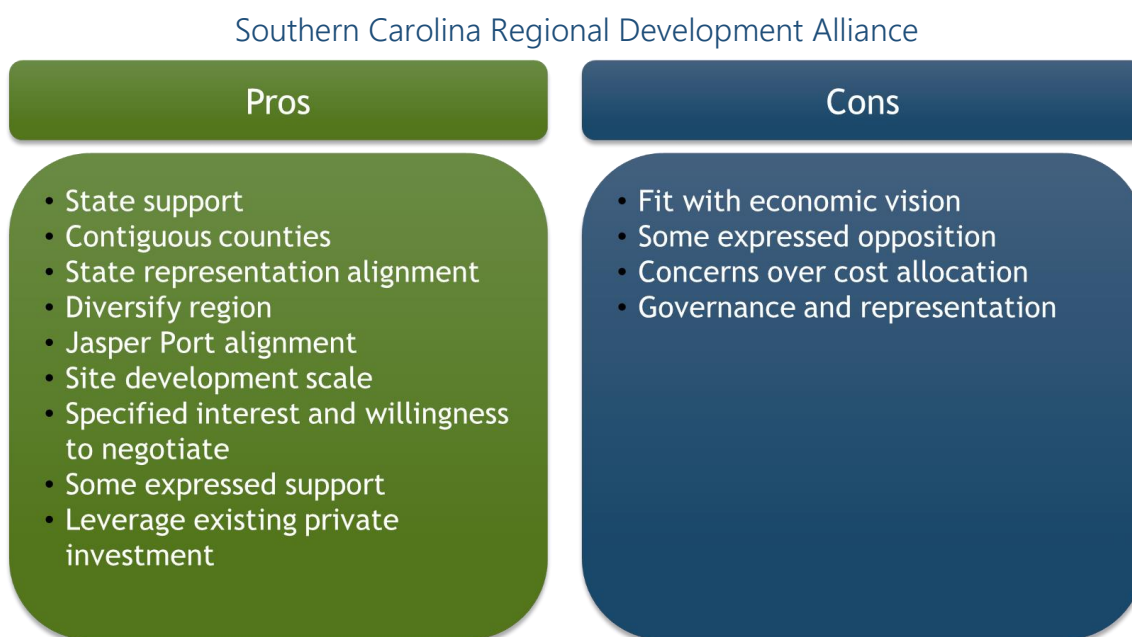 Southern Carolina Regional Development Alliance
Pros
• State support
• Contiguous counties
• State representation alignment
• Diversify region
• Jasper Port alignment
• Site development scale
• Specified interest and willingness
to negotiate
• Some expressed support
• Leverage existing private
investment
Cons
• Fit with economic vision
• Some expressed opposition
• Concerns over cost allocation
• Governance and representation